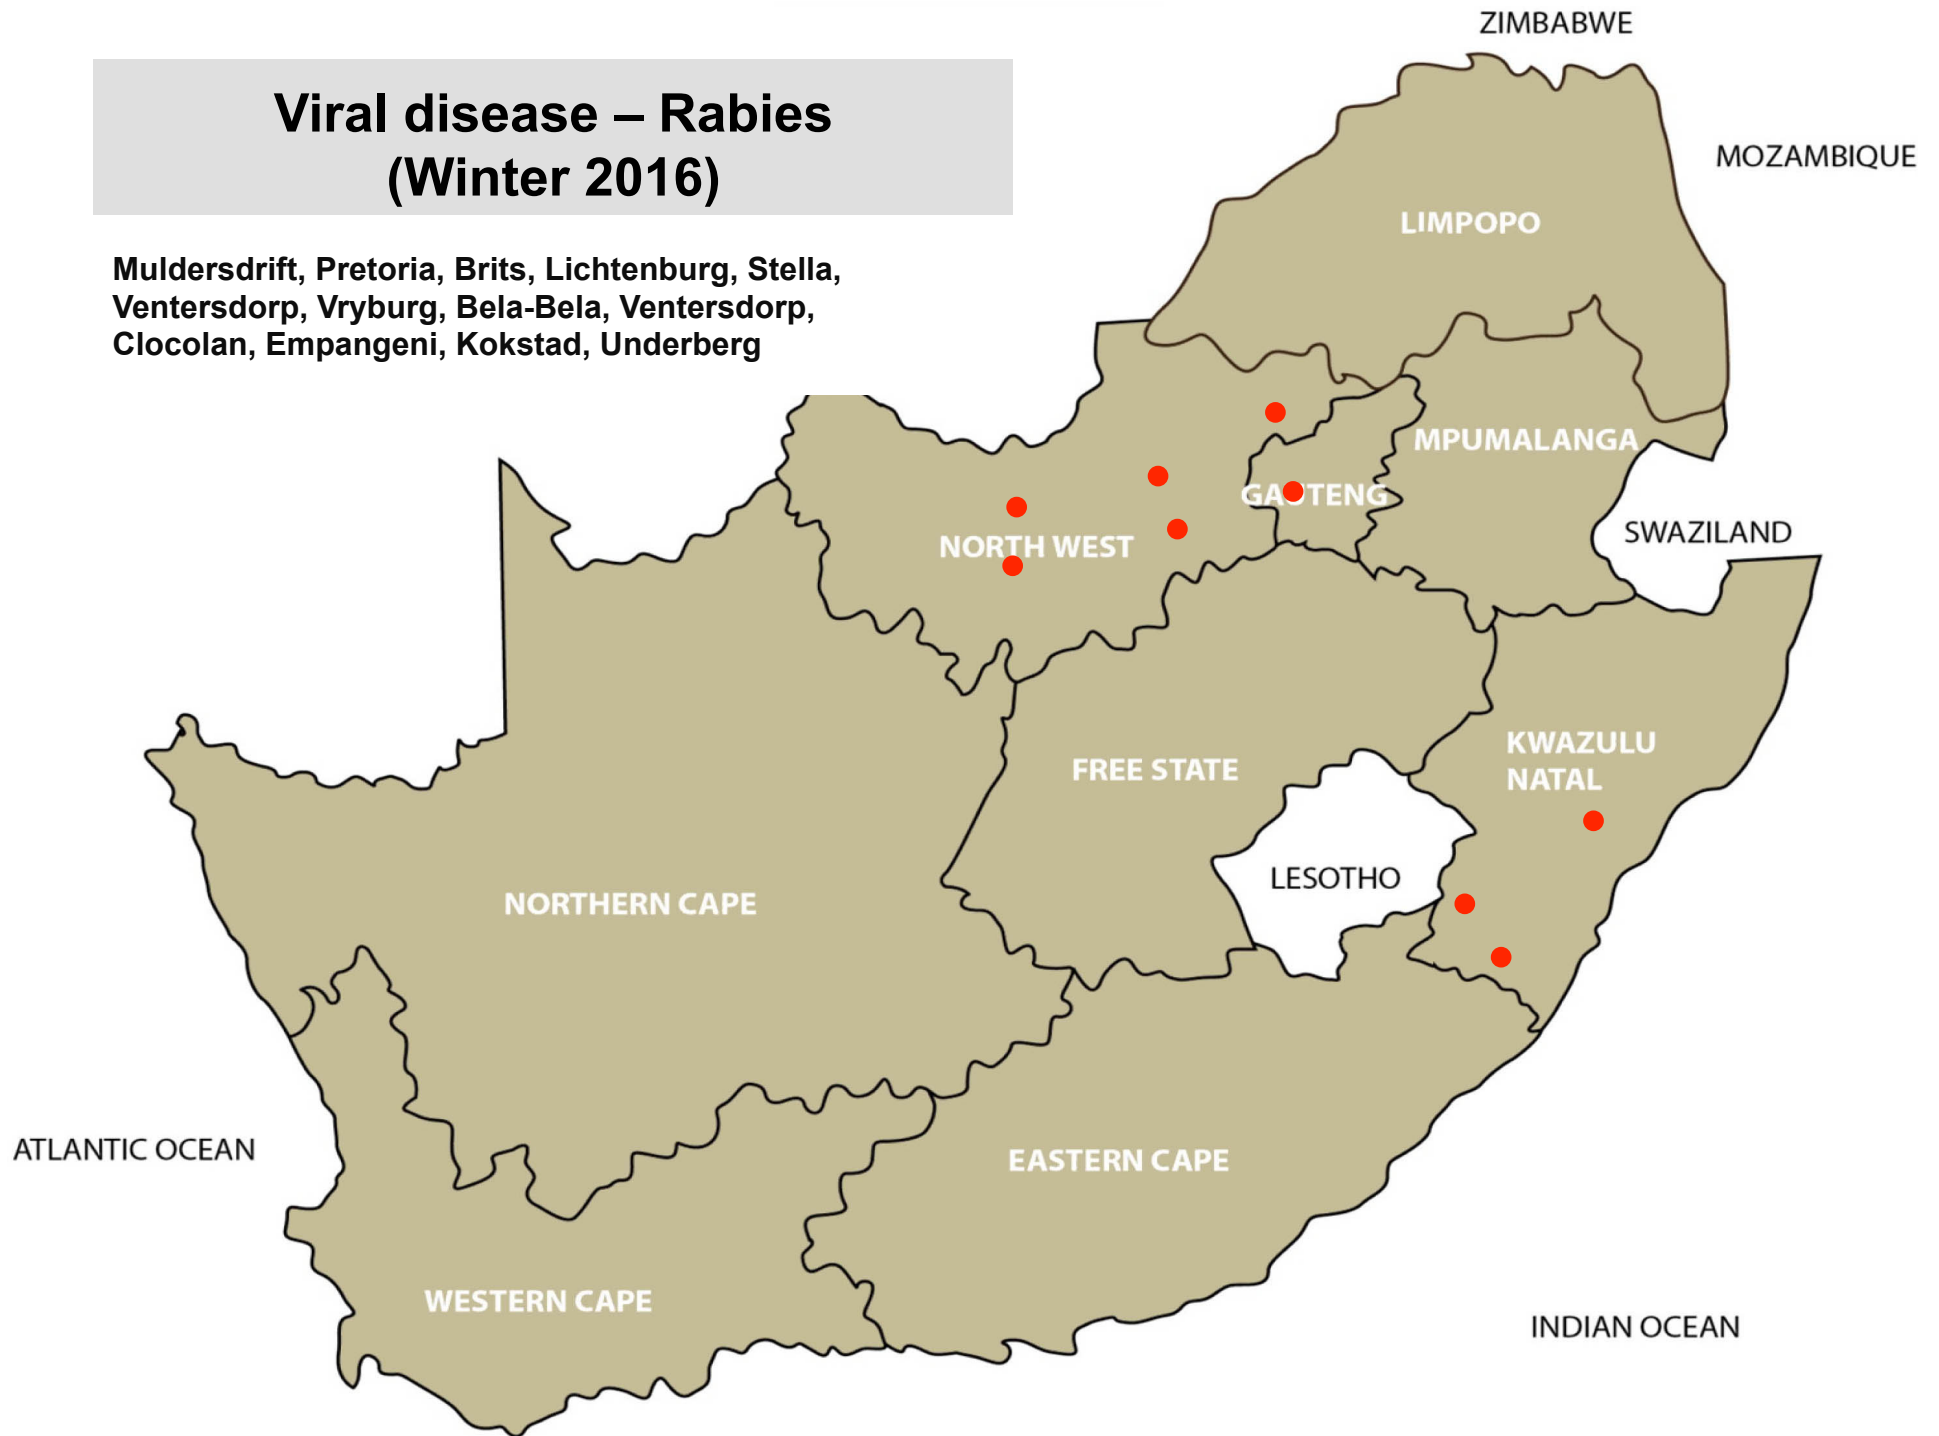 ZIMBABWE
Viral disease – Rabies
(Winter 2016)
MOZAMBIQUE
LIMPOPO
Muldersdrift, Pretoria, Brits, Lichtenburg, Stella,
Ventersdorp, Vryburg, Bela-Bela, Ventersdorp,
Clocolan, Empangeni, Kokstad, Underberg
MPUMALANGA
GAUTENG
SWAZILAND
NORTH WEST
KWAZULU
NATAL
FREE STATE
LESOTHO
NORTHERN CAPE
ATLANTIC OCEAN
EASTERN CAPE
WESTERN CAPE
INDIAN OCEAN